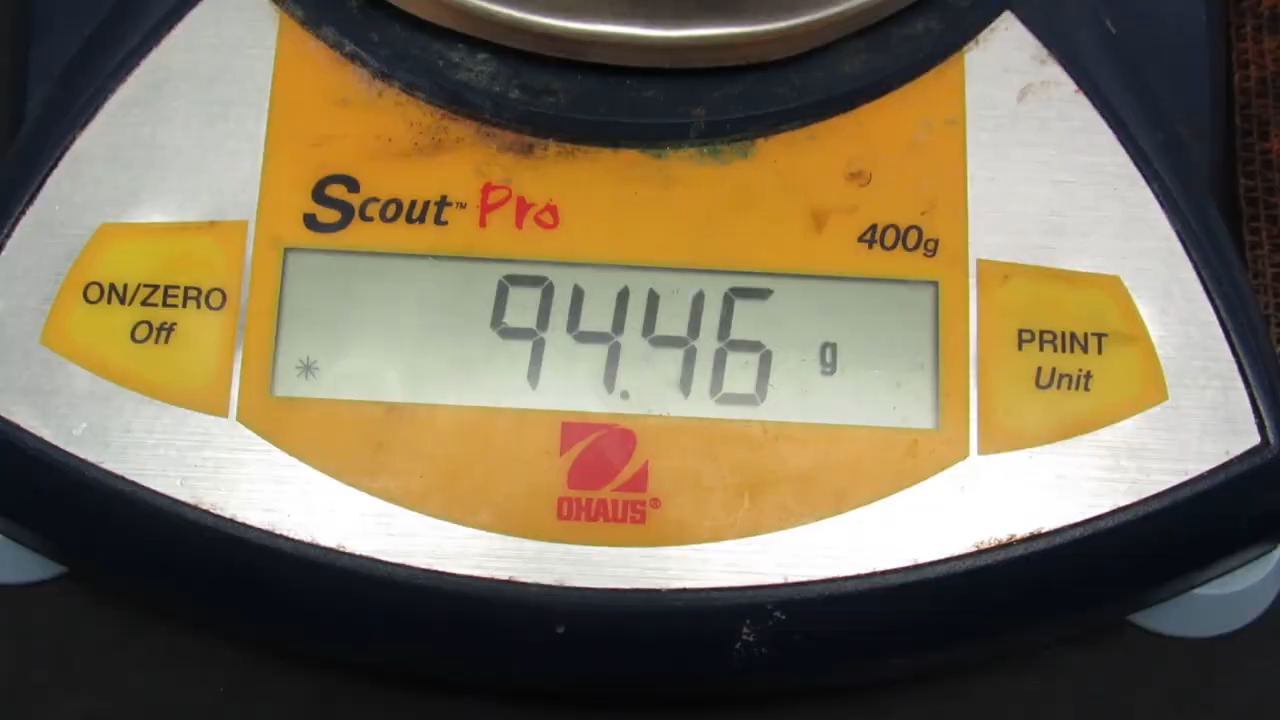 Scout™ Pro
400g
ON/ZERO
Off
94.46 g
*
PRINT
Unit
OHAUS®